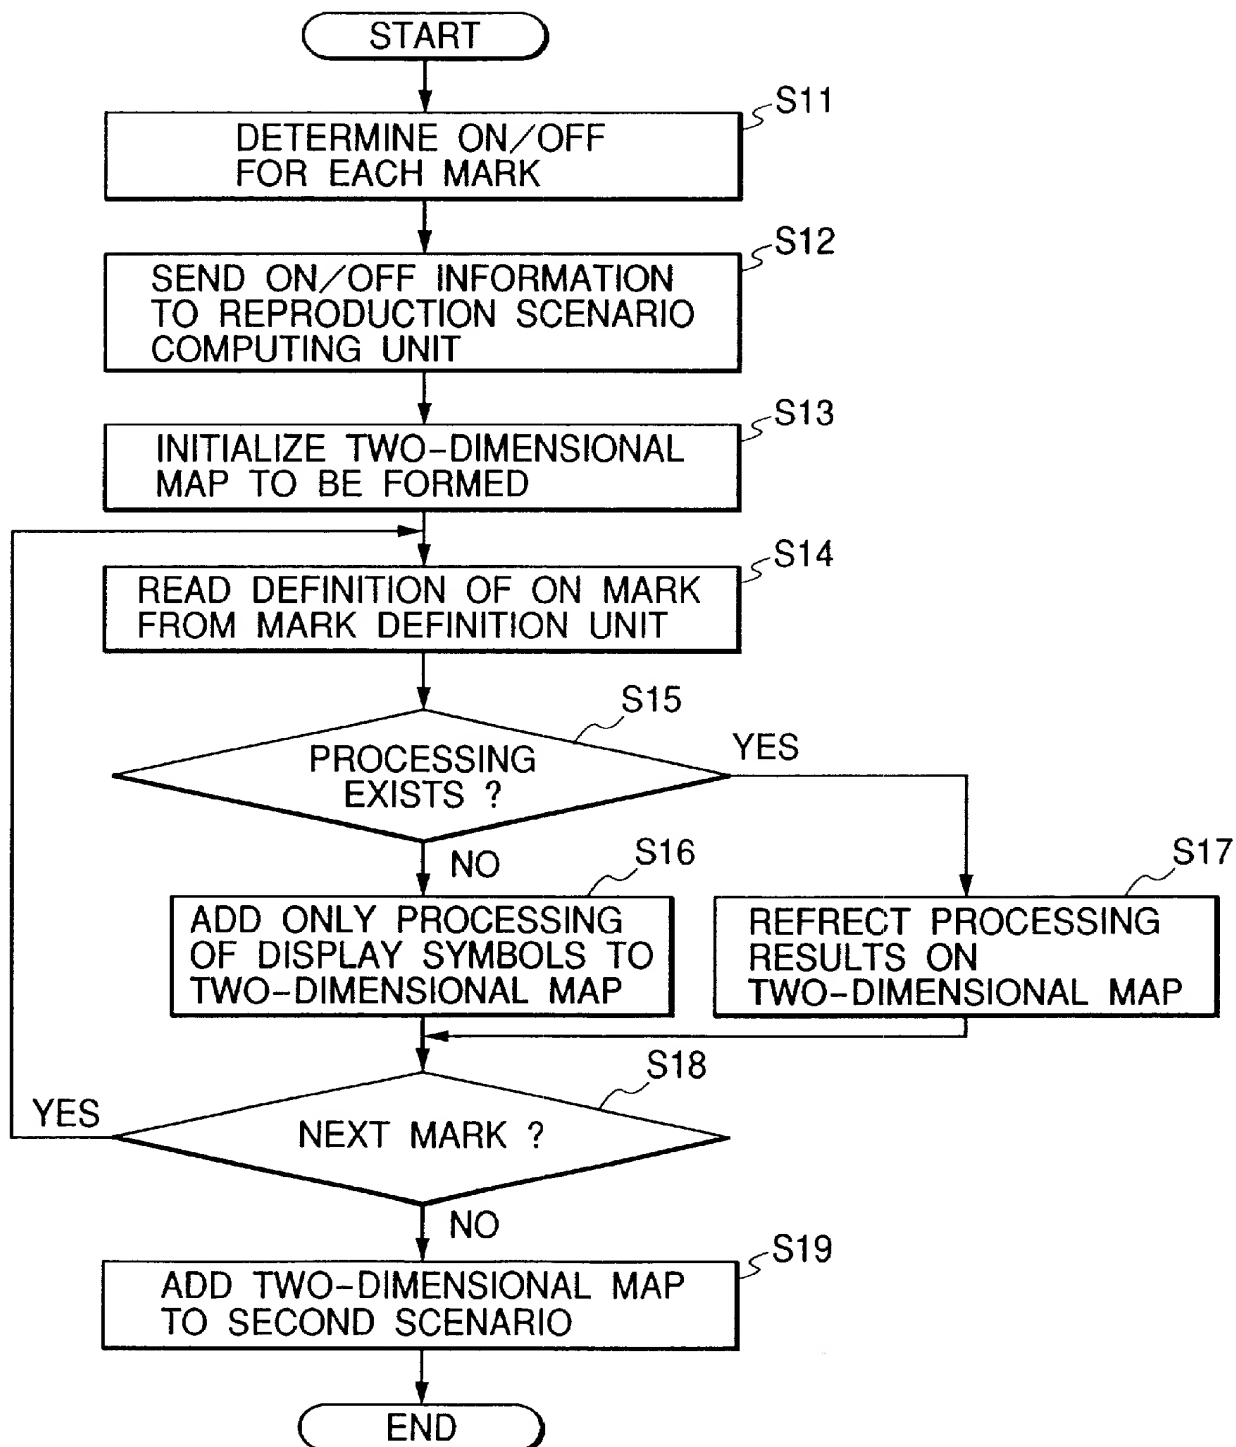 START
S11
DETERMINE ON/OFF
FOR EACH MARK
S12
SEND ON/OFF INFORMATION
TO REPRODUCTION SCENARIO
COMPUTING UNIT
S13
INITIALIZE TWO-DIMENSIONAL
MAP TO BE FORMED
S14
READ DEFINITION OF ON MARK
FROM MARK DEFINITION UNIT
S15
PROCESSING
EXISTS ?
YES
NO
S16
ADD ONLY PROCESSING
OF DISPLAY SYMBOLS TO
TWO-DIMENSIONAL MAP
S17
REFRECT PROCESSING
RESULTS ON
TWO-DIMENSIONAL MAP
S18
YES
NEXT MARK ?
NO
S19
ADD TWO-DIMENSIONAL MAP
TO SECOND SCENARIO
END